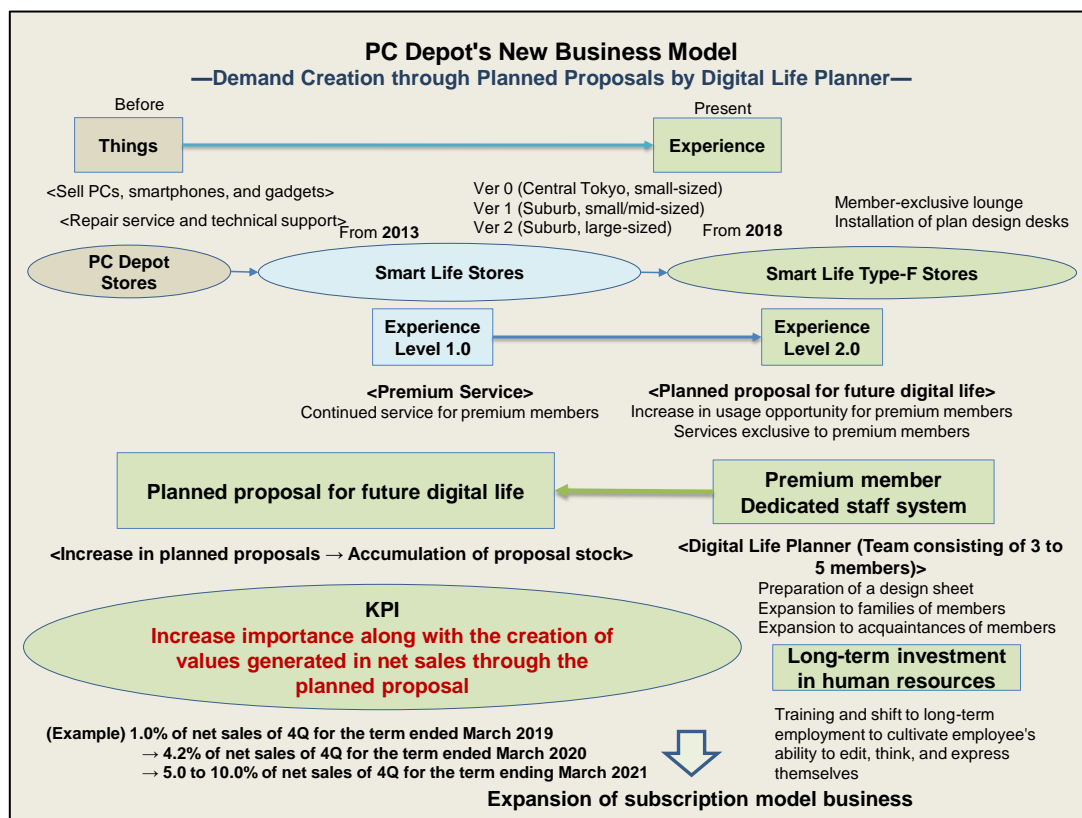 PC Depot's New Business Model
—Demand Creation through Planned Proposals by Digital Life Planner—
Before
Present
Things
Experience
<Sell PCs, smartphones, and gadgets>
<Repair service and technical support>
Ver 0 (Central Tokyo, small-sized)
Ver 1 (Suburb, small/mid-sized)
Ver 2 (Suburb, large-sized)
Member-exclusive lounge
Installation of plan design desks
From 2013
From 2018
PC Depot
Stores
Smart Life Stores
Smart Life Type-F Stores
Experience
Level 1.0
Experience
Level 2.0
<Premium Service>
Continued service for premium members
<Planned proposal for future digital life>
Increase in usage opportunity for premium members
Services exclusive to premium members
Planned proposal for future digital life
Premium member
Dedicated staff system
<Increase in planned proposals → Accumulation of proposal stock>
<Digital Life Planner (Team consisting of 3 to
5 members)>
Preparation of a design sheet
Expansion to families of members
Expansion to acquaintances of members
KPI
Increase importance along with the creation of
values generated in net sales through the
planned proposal
Long-term investment
in human resources
Training and shift to long-term
employment to cultivate employee's
ability to edit, think, and express
themselves
(Example) 1.0% of net sales of 4Q for the term ended March 2019
→ 4.2% of net sales of 4Q for the term ended March 2020
→ 5.0 to 10.0% of net sales of 4Q for the term ending March 2021
Expansion of subscription model business